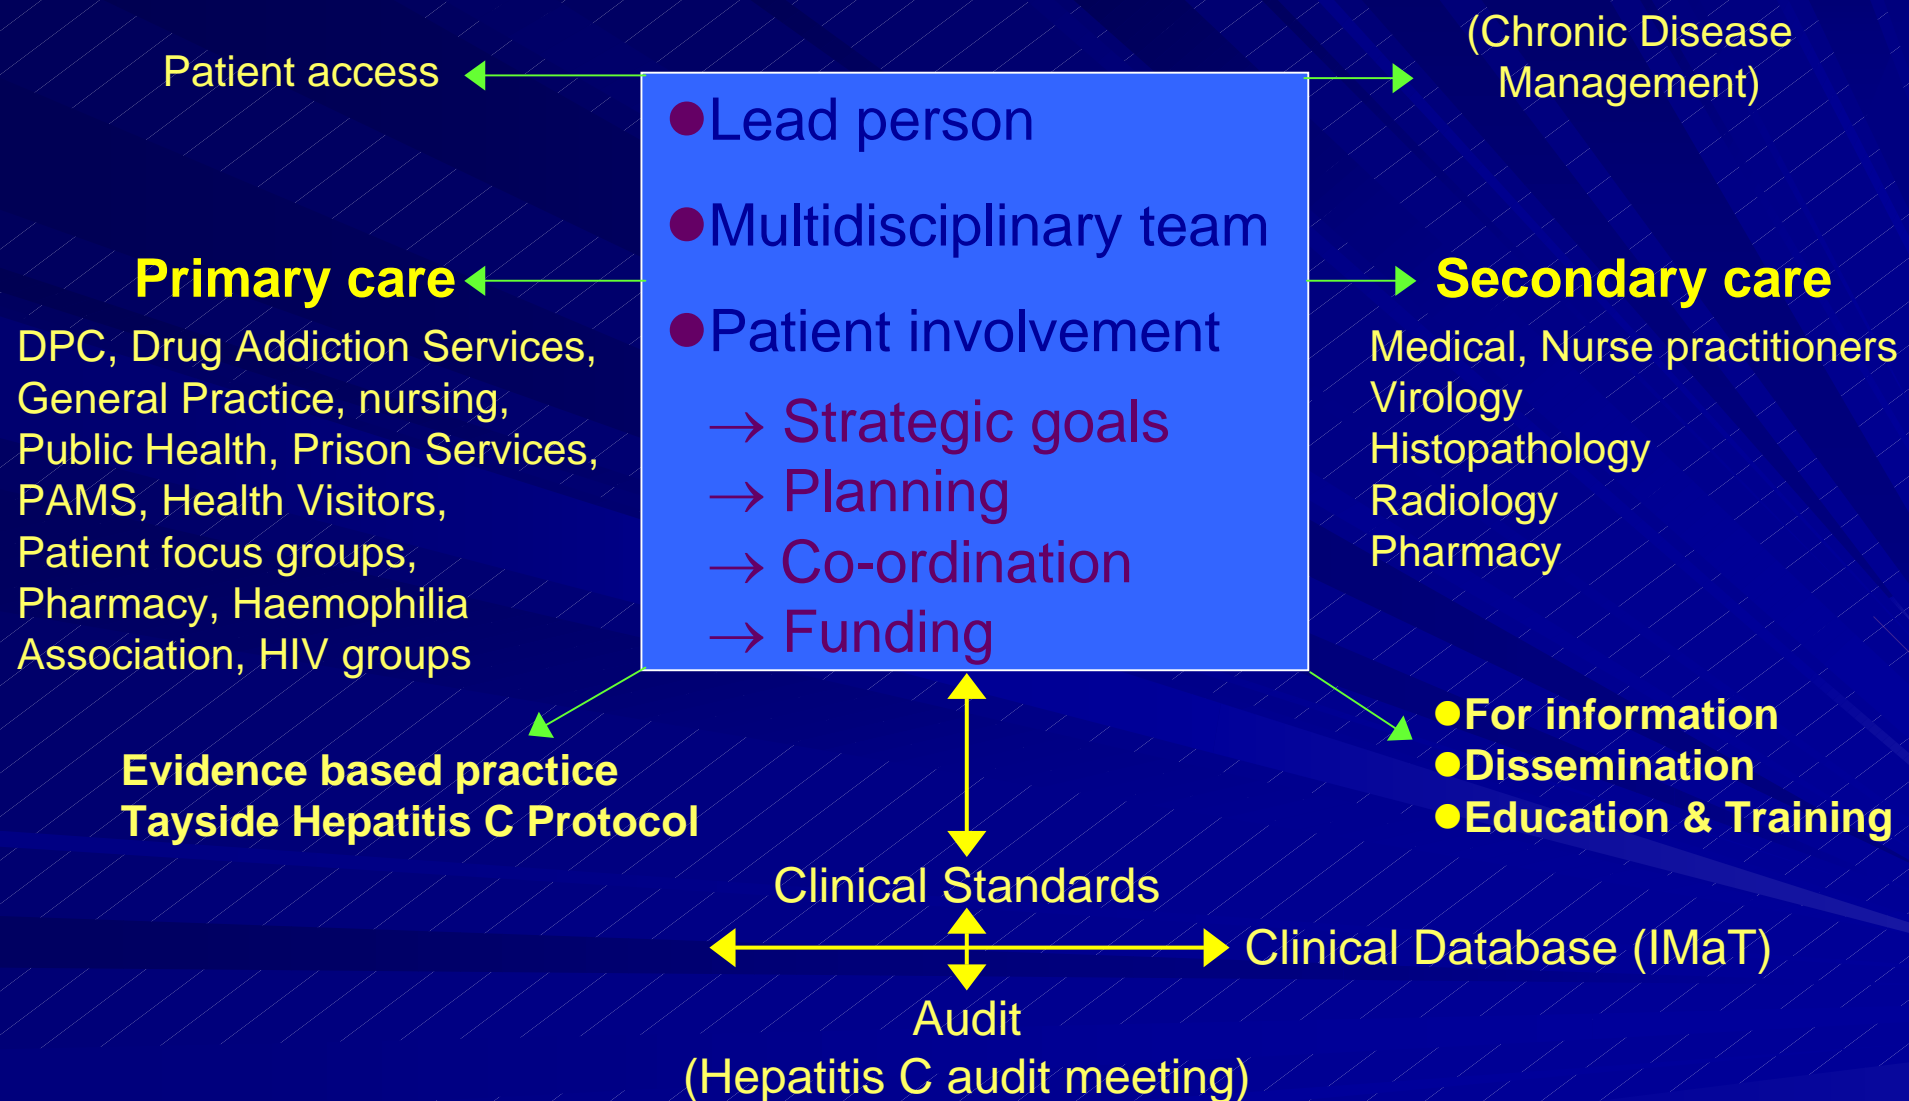 Patient access
(Chronic Disease
Management)
●Lead person
●Multidisciplinary team
●Patient involvement
→ Strategic goals
→ Planning
→ Co-ordination
→ Funding
Primary care
DPC, Drug Addiction Services,
General Practice, nursing,
Public Health, Prison Services,
PAMS, Health Visitors,
Patient focus groups,
Pharmacy, Haemophilia
Association, HIV groups
Secondary care
Medical, Nurse practitioners
Virology
Histopathology
Radiology
Pharmacy
Evidence based practice
Tayside Hepatitis C Protocol
●For information
●Dissemination
●Education & Training
Clinical Standards
Clinical Database (IMaT)
Audit
(Hepatitis C audit meeting)